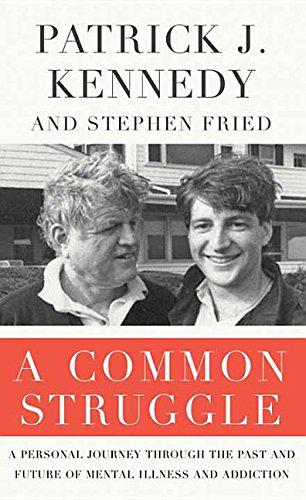 PATRICK J.
KENNEDY
AND STEPHEN FRIED
A COMMON
STRUGGLE
A PERSONAL JOURNEY THROUGH THE PAST AND
FUTURE OF MENTAL ILLNESS AND ADDICTION